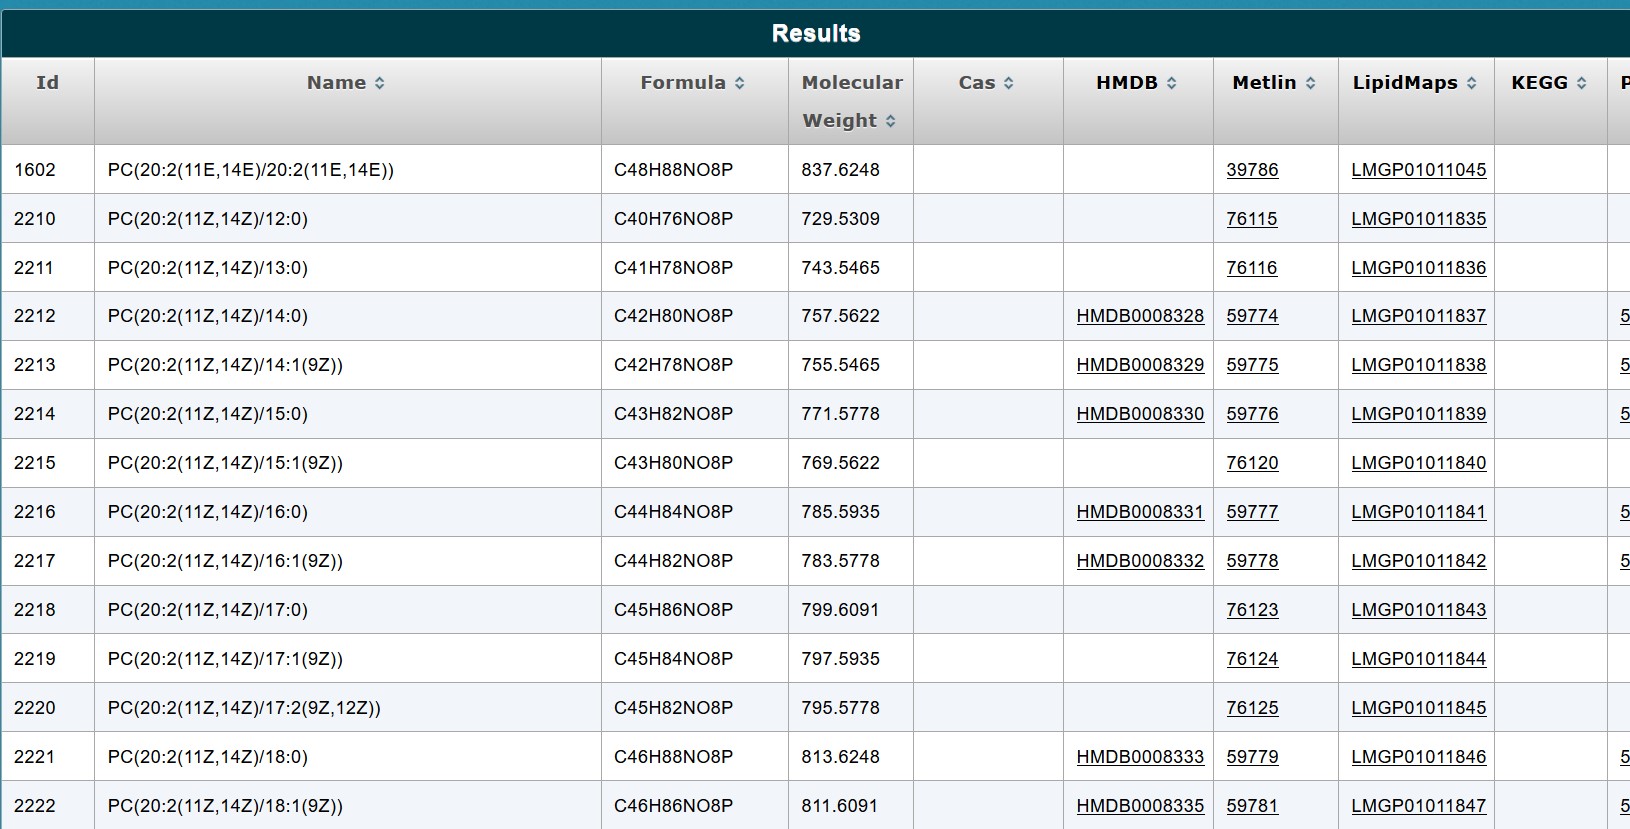 Results
Id Name Formula Molecular Weight Cas HMDB Metlin LipidMaps KEGG P
1602 PC(20:2(11E,14E)/20:2(11E,14E)) C48H88NO8P 837.6248 39786 LMGP01011045
2210 PC(20:2(11Z,14Z)/12:0) C40H76NO8P 729.5309 76115 LMGP01011835
2211 PC(20:2(11Z,14Z)/13:0) C41H78NO8P 743.5465 76116 LMGP01011836
2212 PC(20:2(11Z,14Z)/14:0) C42H80NO8P 757.5622 HMDB0008328 59774 LMGP01011837 5
2213 PC(20:2(11Z,14Z)/14:1(9Z)) C42H78NO8P 755.5465 HMDB0008329 59775 LMGP01011838 5
2214 PC(20:2(11Z,14Z)/15:0) C43H82NO8P 771.5778 HMDB0008330 59776 LMGP01011839 5
2215 PC(20:2(11Z,14Z)/15:1(9Z)) C43H80NO8P 769.5622 76120 LMGP01011840
2216 PC(20:2(11Z,14Z)/16:0) C44H84NO8P 785.5935 HMDB0008331 59777 LMGP01011841 5
2217 PC(20:2(11Z,14Z)/16:1(9Z)) C44H82NO8P 783.5778 HMDB0008332 59778 LMGP01011842 5
2218 PC(20:2(11Z,14Z)/17:0) C45H86NO8P 799.6091 76123 LMGP01011843
2219 PC(20:2(11Z,14Z)/17:1(9Z)) C45H84NO8P 797.5935 76124 LMGP01011844
2220 PC(20:2(11Z,14Z)/17:2(9Z,12Z)) C45H82NO8P 795.5778 76125 LMGP01011845
2221 PC(20:2(11Z,14Z)/18:0) C46H88NO8P 813.6248 HMDB0008333 59779 LMGP01011846 5
2222 PC(20:2(11Z,14Z)/18:1(9Z)) C46H86NO8P 811.6091 HMDB0008335 59781 LMGP01011847 5